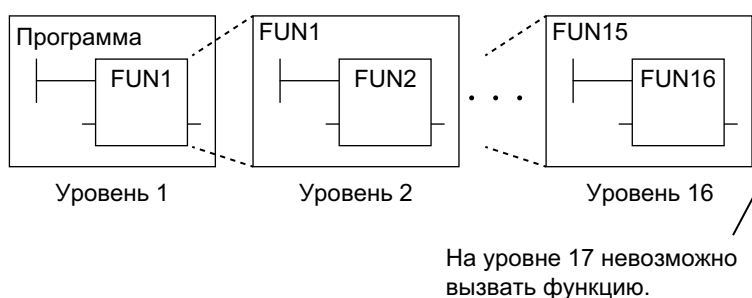 Программа
FUN1
FUN1
FUN2
. . .
FUN15
FUN16
Уровень 1
Уровень 2
Уровень 16
На уровне 17 невозможно
вызвать функцию.